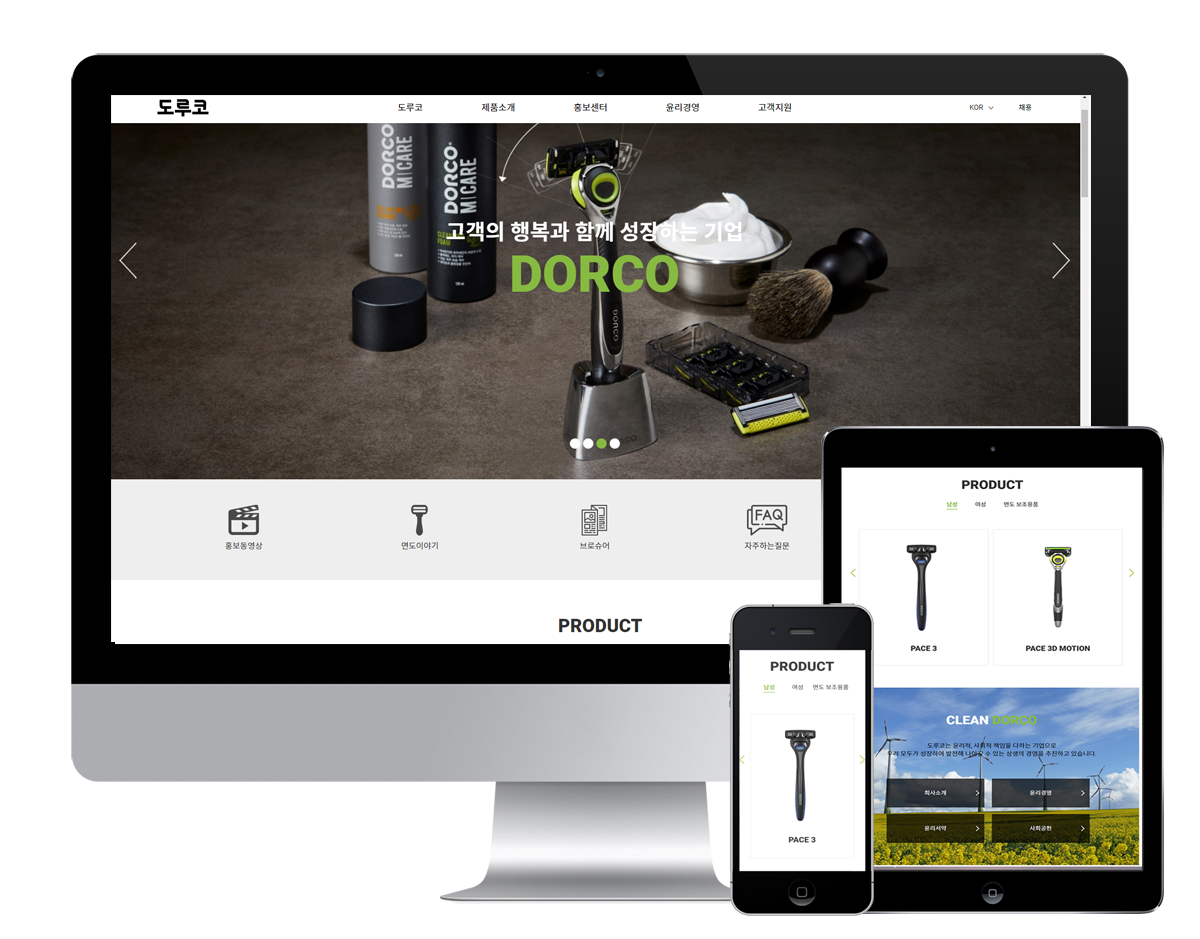 도루코
도루코 제품소개 홍보센터 윤리경영 고객지원
KOR 채용
DORCO
M|CARE
DORCO
M|CARE
고객의 행복과 함께 성장하는 기업
DORCO
DORCO
홍보동영상
면도이야기
브로슈어
FAQ
자주하는질문
PRODUCT
PRODUCT
남성 여성 면도 보조용품
PACE 3
PACE 3D MOTION
CLEAN DORCO
도루코는 윤리적, 사회적 책임을 다하는 기업으로
우리 모두가 성장하여 발전해 나아갈 수 있는 상생의 경영을 추진하고 있습니다.
회사소개
윤리경영
윤리서약
사회공헌
PRODUCT
남성 여성 면도 보조용품
PACE 3